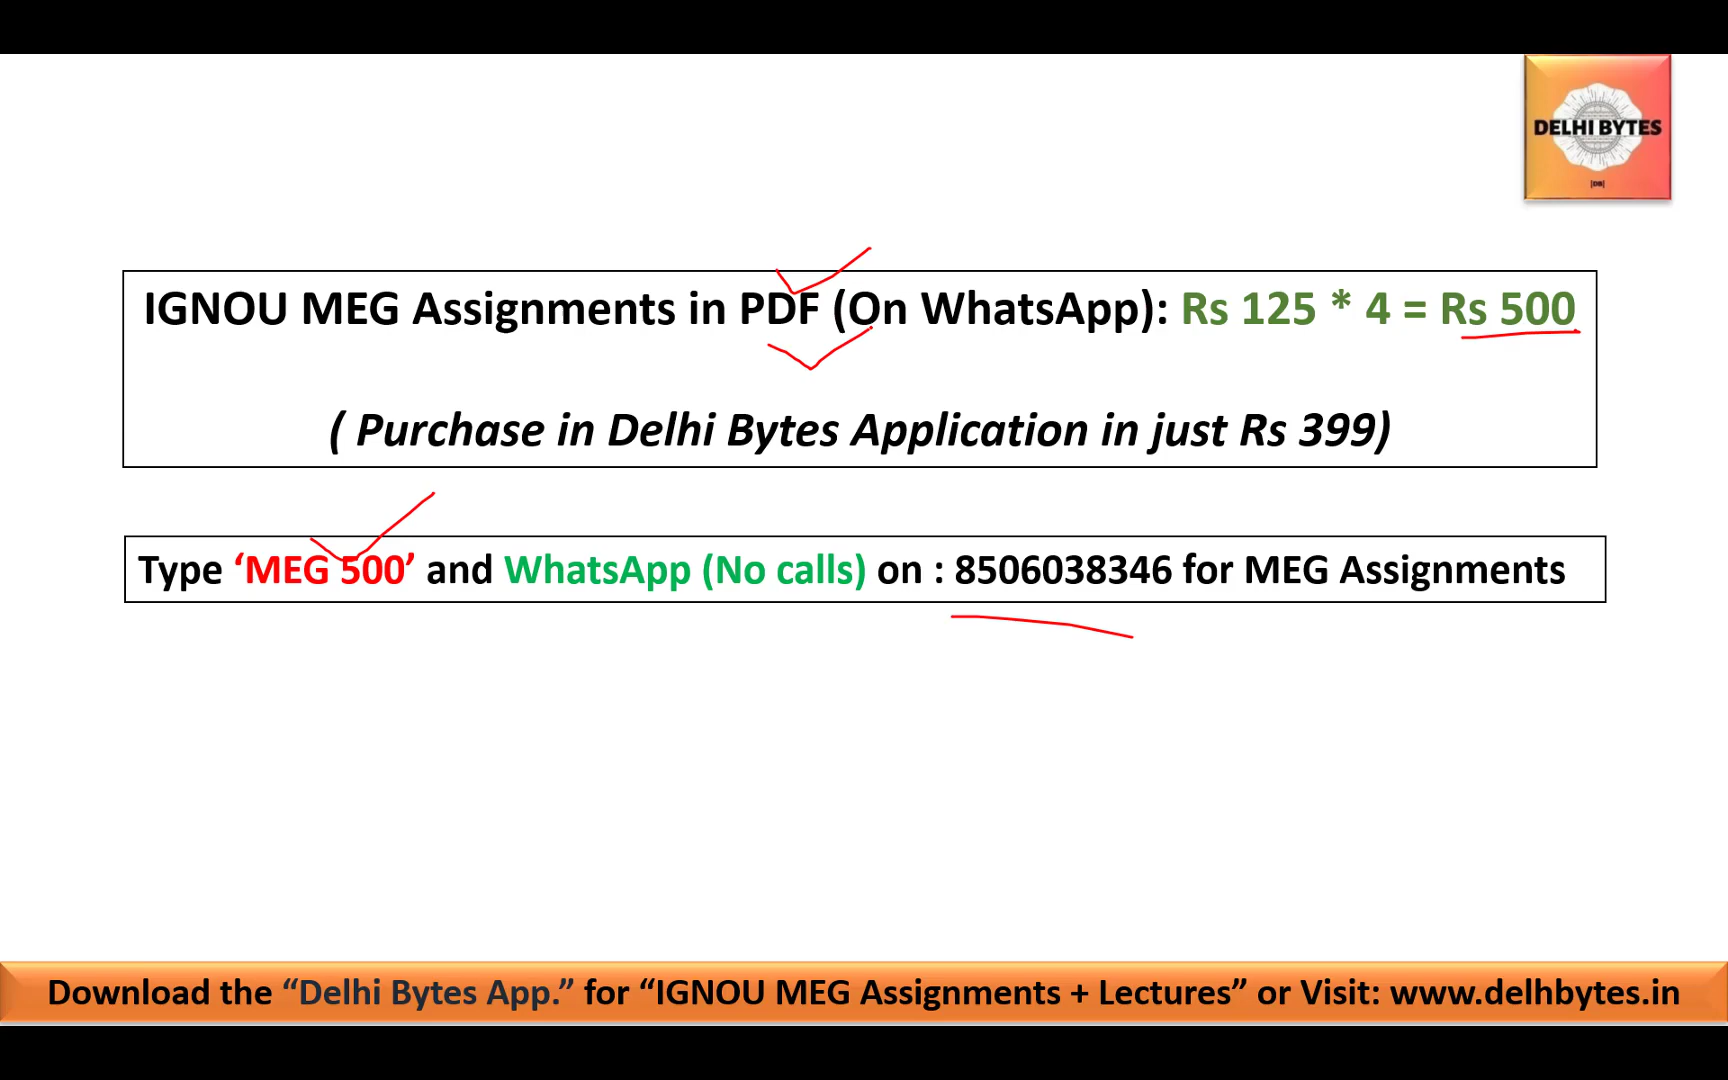 DELHI BYTES
[DB]
IGNOU MEG Assignments in PDF (On WhatsApp): Rs 125 * 4 = Rs 500
( Purchase in Delhi Bytes Application in just Rs 399)
Type ‘MEG 500’ and WhatsApp (No calls) on : 8506038346 for MEG Assignments
Download the “Delhi Bytes App.” for “IGNOU MEG Assignments + Lectures” or Visit: www.delhbytes.in